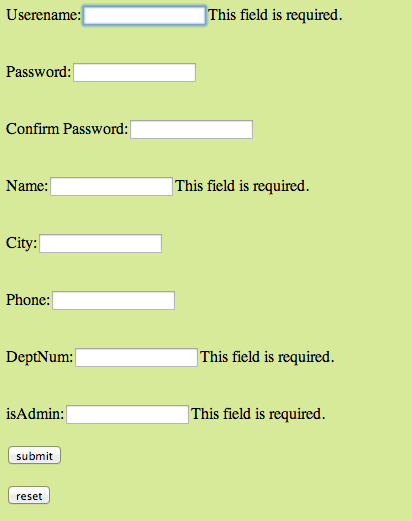 Userename: This field is required.
Password:
Confirm Password:
Name: This field is required.
City:
Phone:
DeptNum: This field is required.
isAdmin: This field is required.
submit
reset